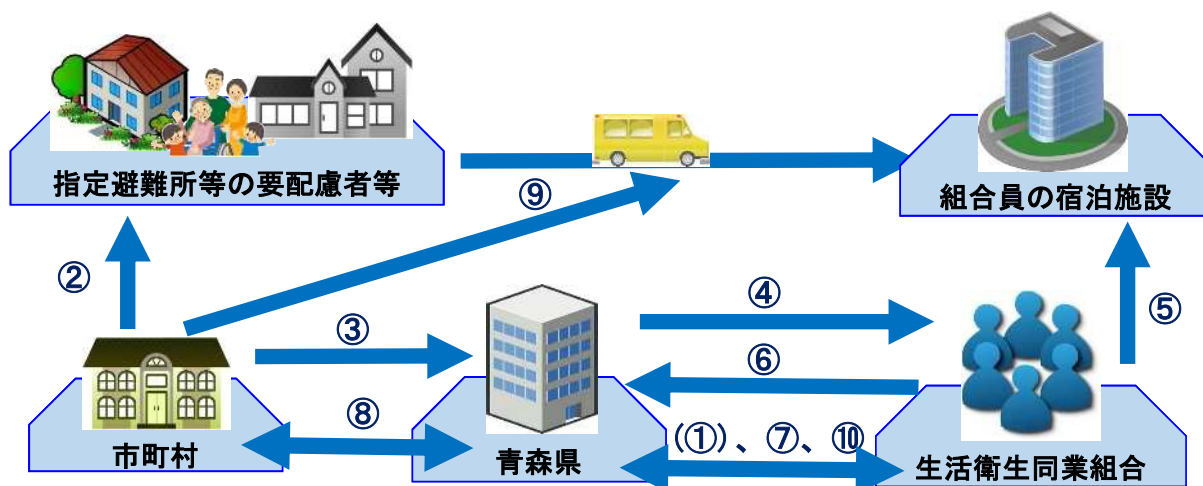 指定避難所等の要配慮者等
組合員の宿泊施設
⑨
②
④
⑤
③
⑥
⑧
(①)、⑦、⑩
市町村
青森県
生活衛生同業組合